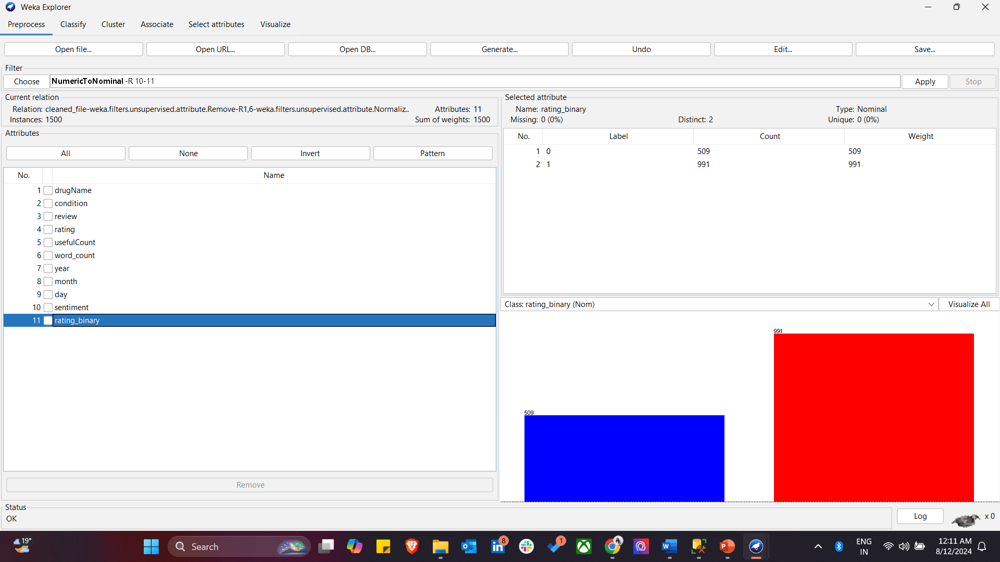 Weka Explorer
Preprocess Classify Cluster Associate Select attributes Visualize
Open file... Open URL... Open DB... Generate... Undo Edit... Save...
Filter
Choose NumericToNominal -R 10-11 Apply Stop
Current relation
Relation: cleaned_file-weka.filters.unsupervised.attribute.Remove-R1,6-weka.filters.unsupervised.attribute.Normaliz.. Attributes: 11
Instances: 1500 Sum of weights: 1500
Attributes
All None Invert Pattern
No. Name
1 drugName
2 condition
3 review
4 rating
5 usefulCount
6 word_count
7 year
8 month
9 day
10 sentiment
11 rating_binary
Remove
Selected attribute
Name: rating_binary Type: Nominal
Missing: 0 (0%) Distinct: 2 Unique: 0 (0%)
No. Label Count Weight
1 0 509 509
2 1 991 991
Class: rating_binary (Nom) Visualize All
991
509
Status
OK
Log x 0
19° Search 8 1 ENG IN 12:11 AM 8/12/2024